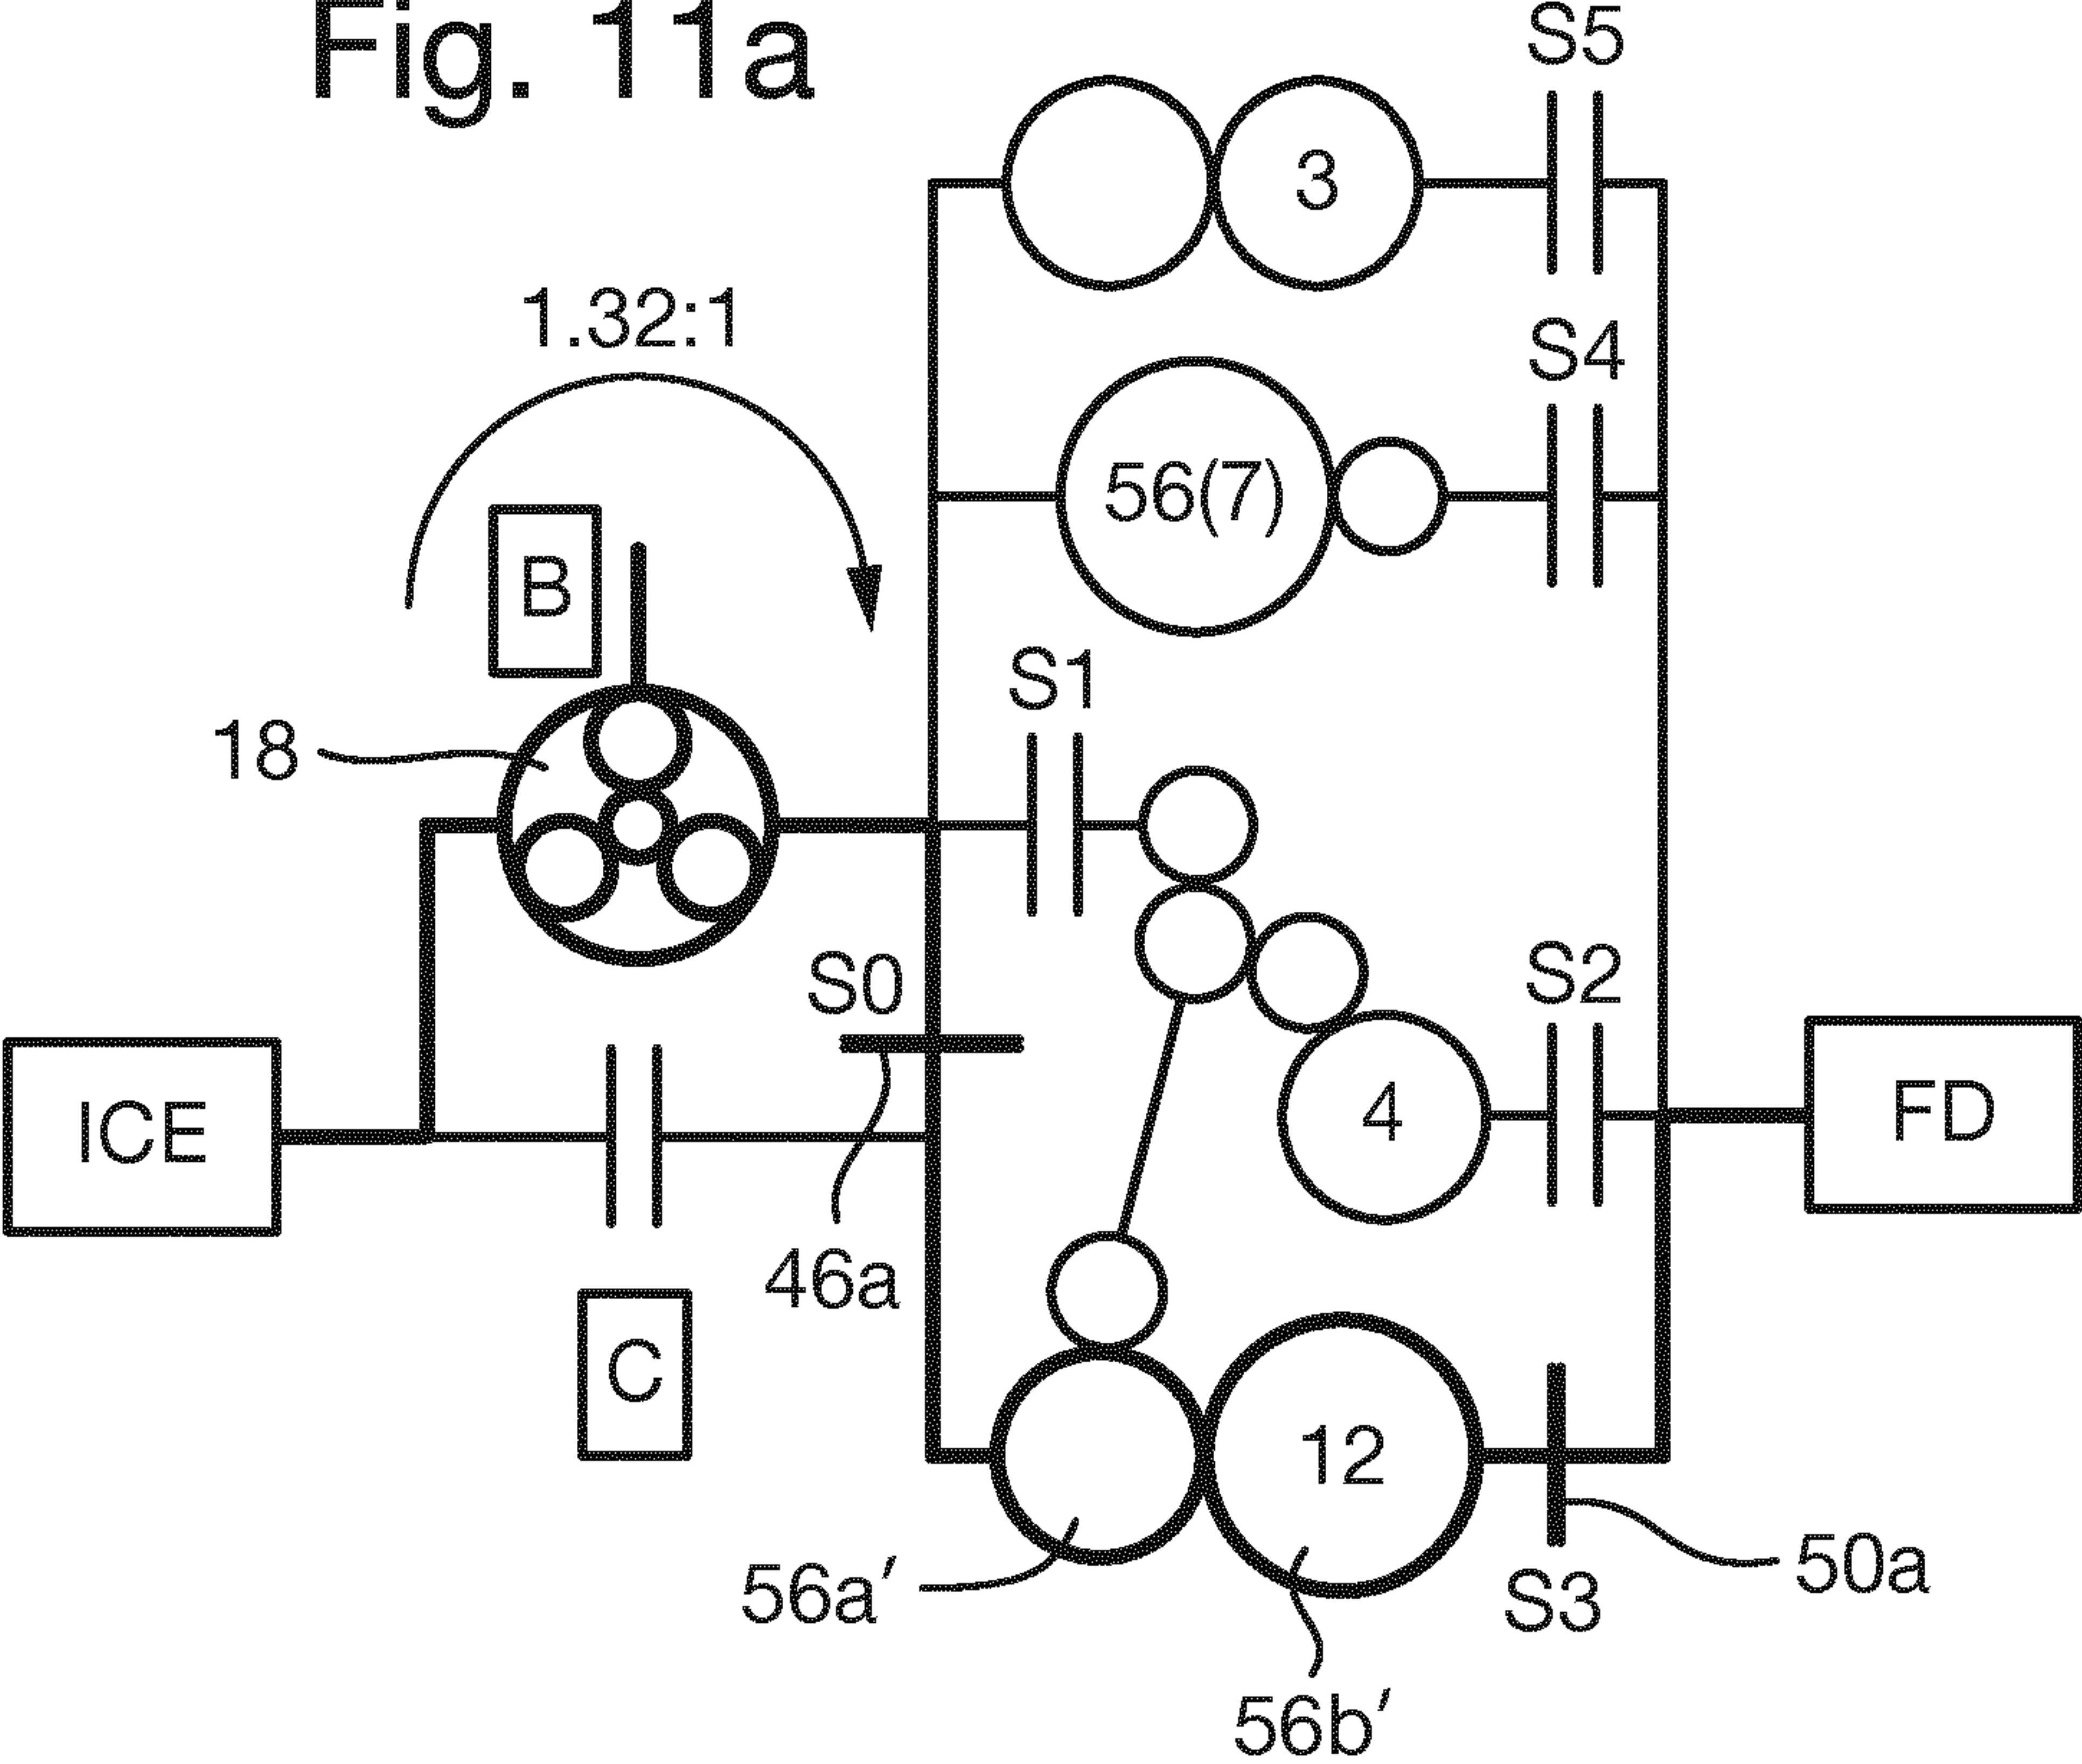 Fig. 11a
S5
3
1.32:1
S4
56(7)
B
S1
18
S0
S2
ICE
4
FD
46a
C
12
56a′
50a
S3
56b′